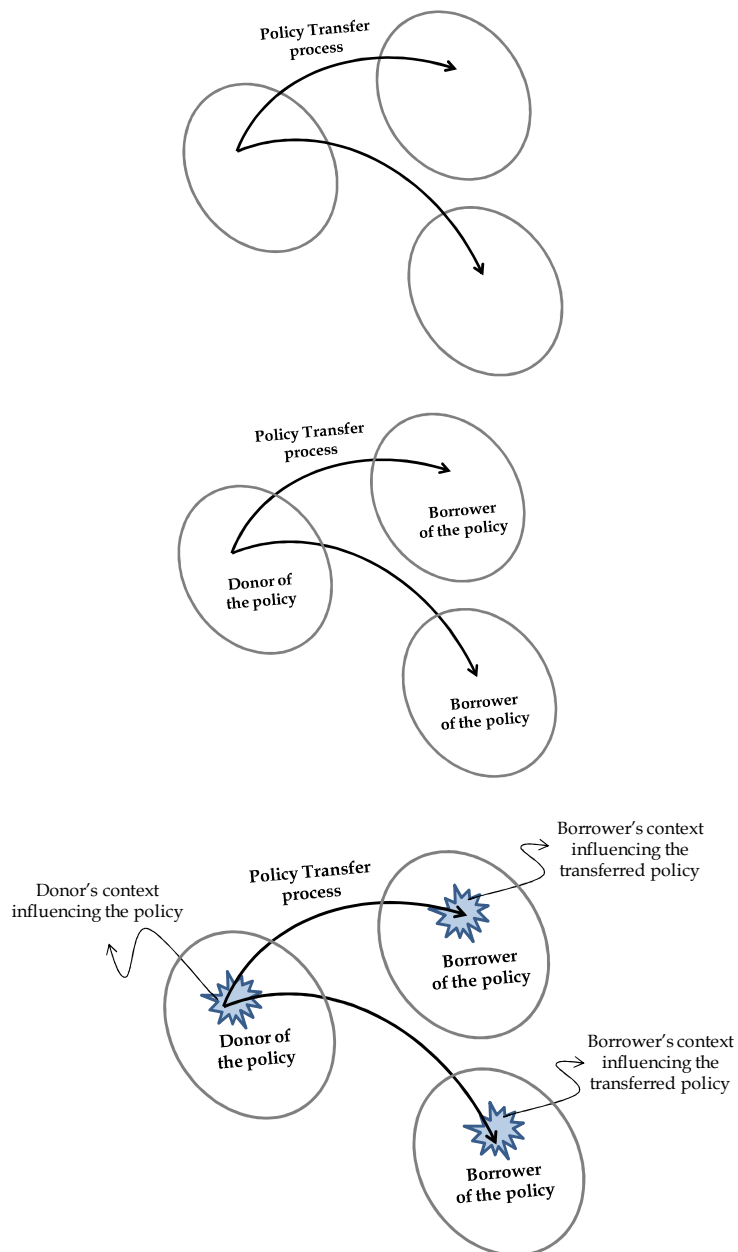 Policy Transfer
process
Policy Transfer
process
Borrower
of the policy
Donor of
the policy
Borrower
of the policy
Borrower's context
influencing the
transferred policy
Policy Transfer
process
Donor's context
influencing the policy
Borrower
of the policy
Donor of
the policy
Borrower's context
influencing the
transferred policy
Borrower
of the policy